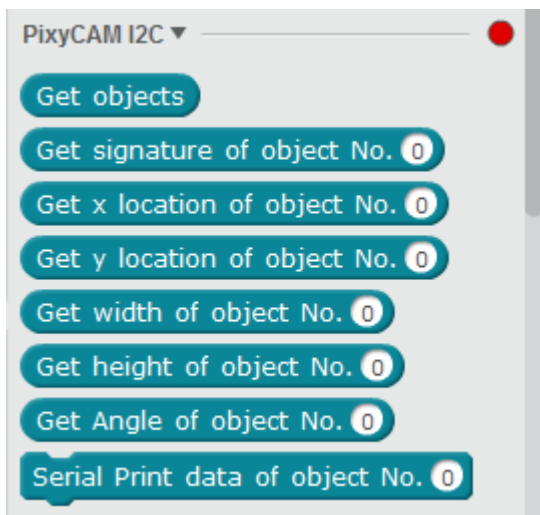 PixyCAM I2C
Get objects
Get signature of object No. 0
Get x location of object No. 0
Get y location of object No. 0
Get width of object No. 0
Get height of object No. 0
Get Angle of object No. 0
Serial Print data of object No. 0